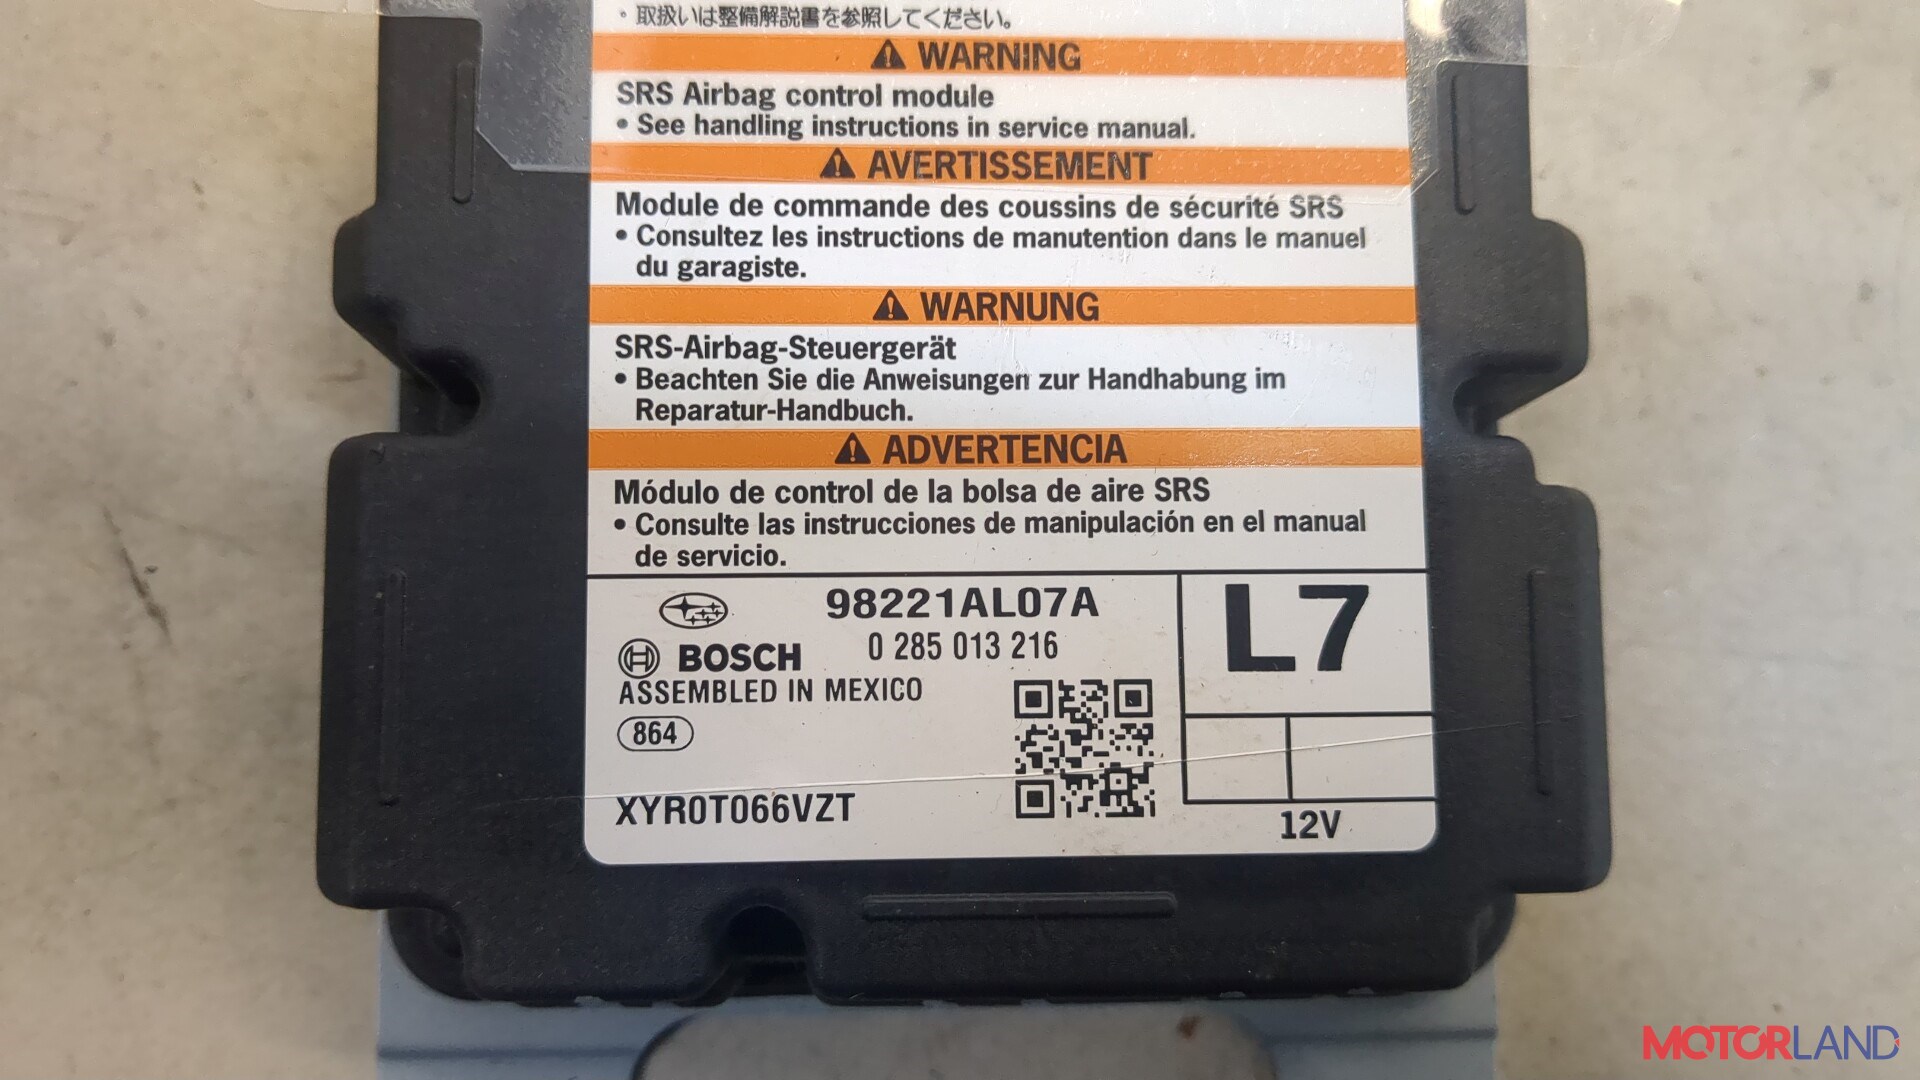 ・取扱いは整備解説書を参照してください。
⚠ WARNING
SRS Airbag control module
• See handling instructions in service manual.
⚠ AVERTISSEMENT
Module de commande des coussins de sécurité SRS
• Consultez les instructions de manutention dans le manuel
du garagiste.
⚠ WARNUNG
SRS-Airbag-Steuergerät
• Beachten Sie die Anweisungen zur Handhabung im
Reparatur-Handbuch.
⚠ ADVERTENCIA
Módulo de control de la bolsa de aire SRS
• Consulte las instrucciones de manipulación en el manual
de servicio.
98221AL07A
L7
BOSCH 0 285 013 216
ASSEMBLED IN MEXICO
864
XYR0T066VZT
12V
MOTORLAND